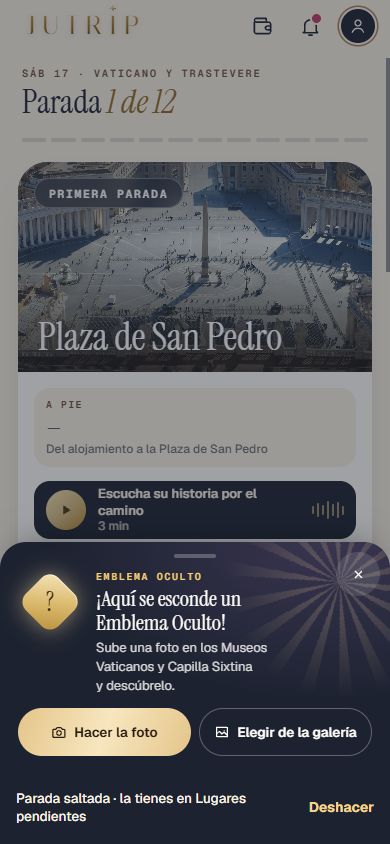 JUTRIP
SÁB 17 · VATICANO Y TRASTEVERE
Parada 1 de 12
PRIMERA PARADA
Plaza de San Pedro
A PIE
—
Del alojamiento a la Plaza de San Pedro
Escucha su historia por el
camino
3 min
EMBLEMA OCULTO
?
¡Aquí se esconde un
Emblema Oculto!
Sube una foto en los Museos
Vaticanos y Capilla Sixtina
y descúbrelo.
Hacer la foto
Elegir de la galería
Parada saltada · la tienes en Lugares
pendientes
Deshacer